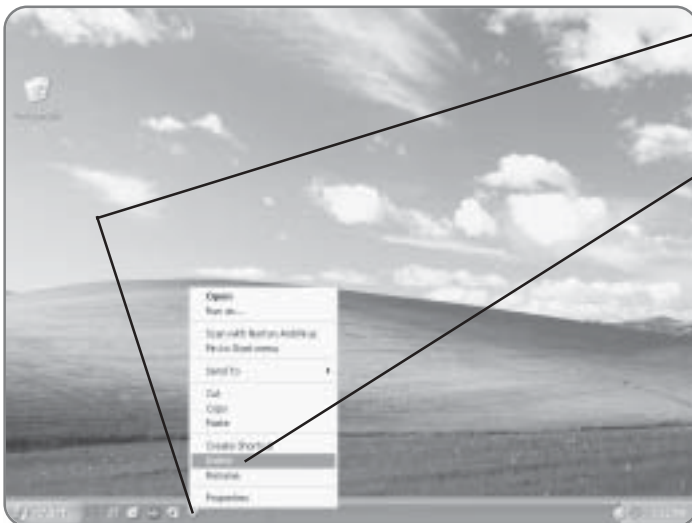 Open
Run as...
Scan with Norton AntiVirus
Pin to Start menu
Send To
Cut
Copy
Paste
Create Shortcut
Delete
Rename
Properties
start